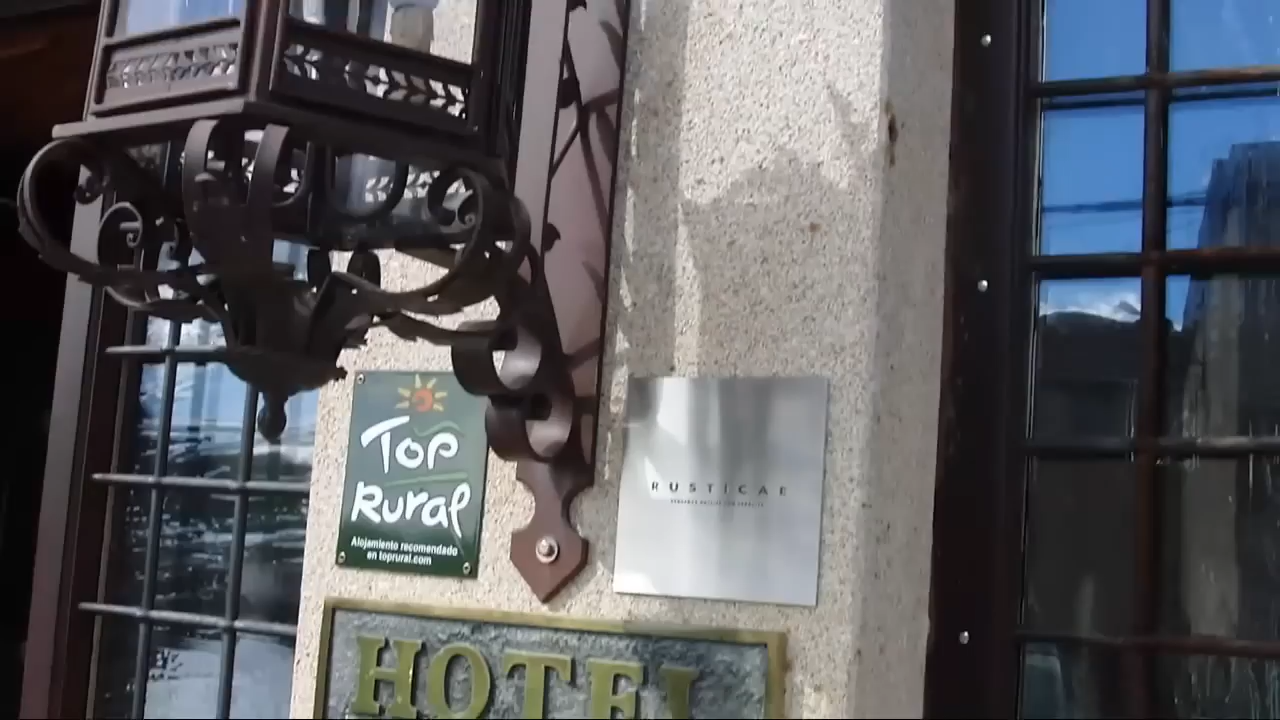 Top
Rural
Alojamiento recomendado
en toprural.com
RUSTICAE
HOTEL